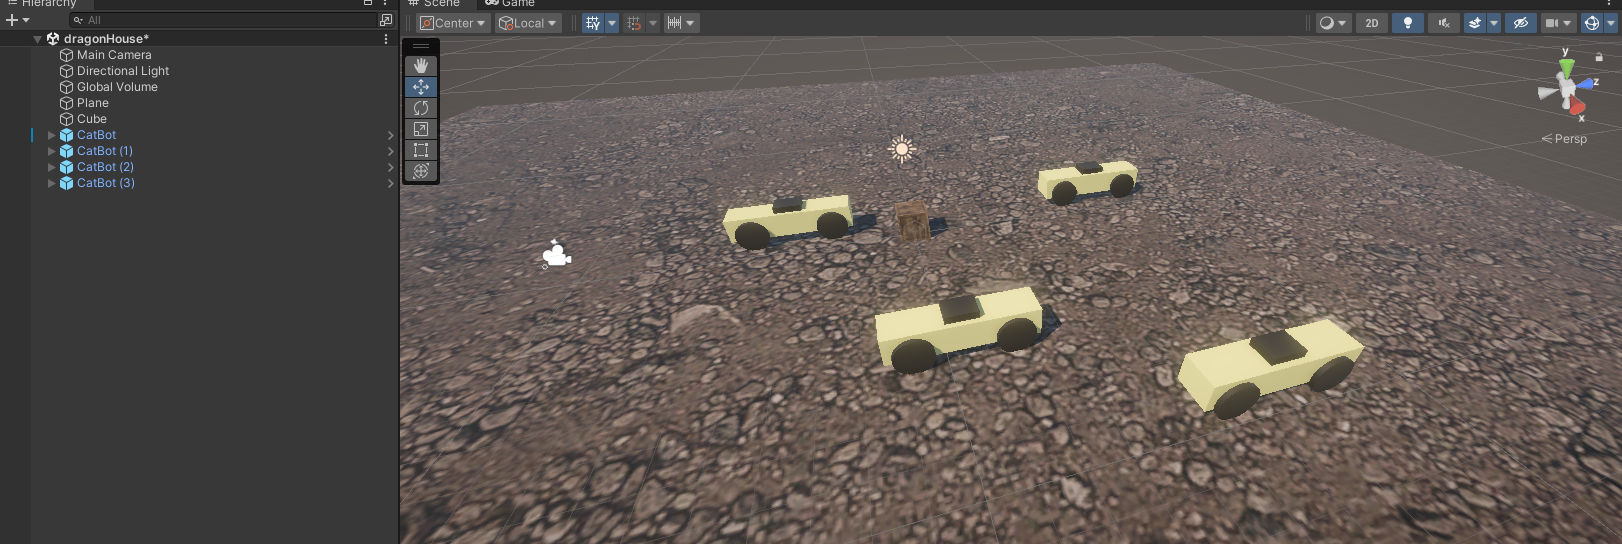 Hierarchy
All
dragonHouse*
Main Camera
Directional Light
Global Volume
Plane
Cube
CatBot
CatBot (1)
CatBot (2)
CatBot (3)
Scene Game
Center Local 2D
y
z
x
Persp